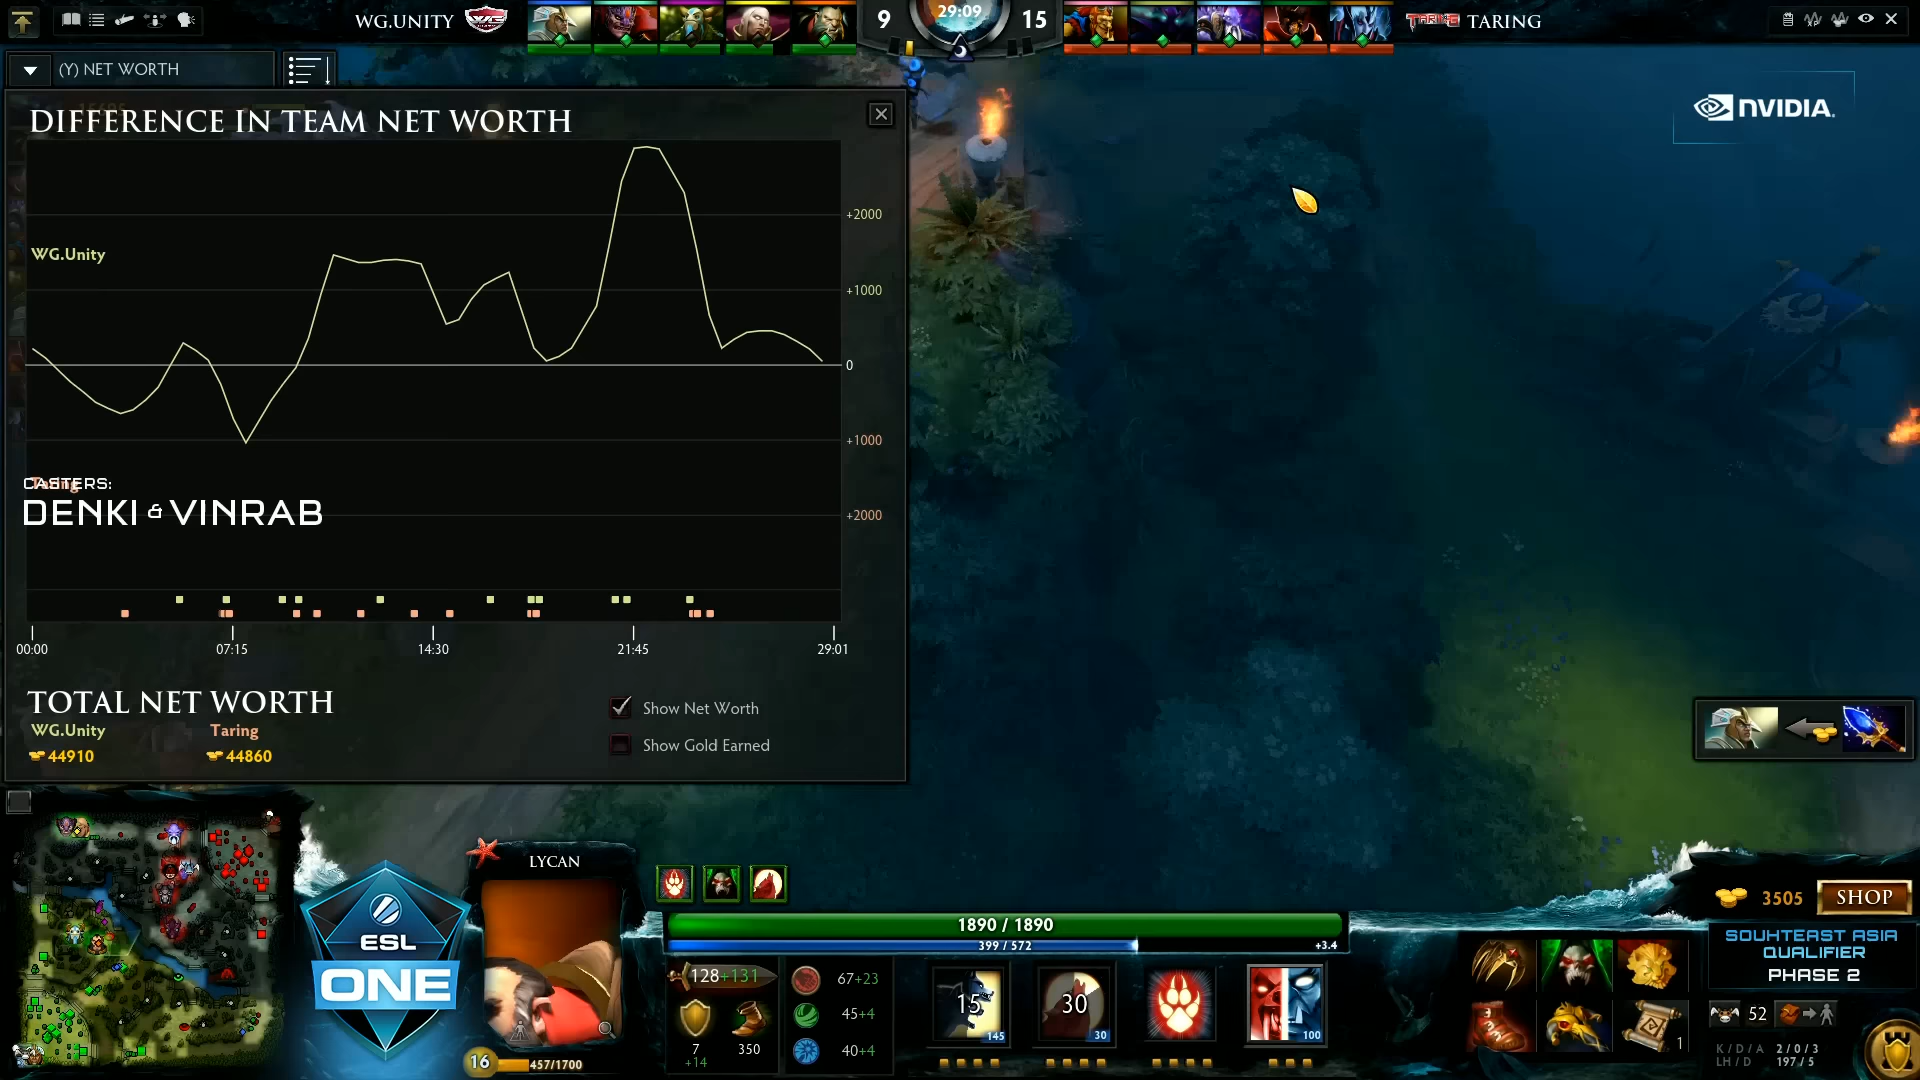 WG.UNITY
9
29:09
15
TARING
TARING
(Y) NET WORTH
DIFFERENCE IN TEAM NET WORTH
NVIDIA.
+2000
WG.Unity
+1000
0
+1000
CASTERS:
DENKI & VINRAB
+2000
00:00 07:15 14:30 21:45 29:01
TOTAL NET WORTH
WG.Unity Taring
44910 44860
Show Net Worth
Show Gold Earned
LYCAN
ESL
ONE
1890 / 1890
399 / 572 +3.4
128+131
67+23
45+4
40+4
7
+14
350
15
145
30
30
100
16
457/1700
3505
SHOP
SOUHTEAST ASIA
QUALIFIER
PHASE 2
1
52
K / D / A 2 / 0 / 3
LH / D 197 / 5